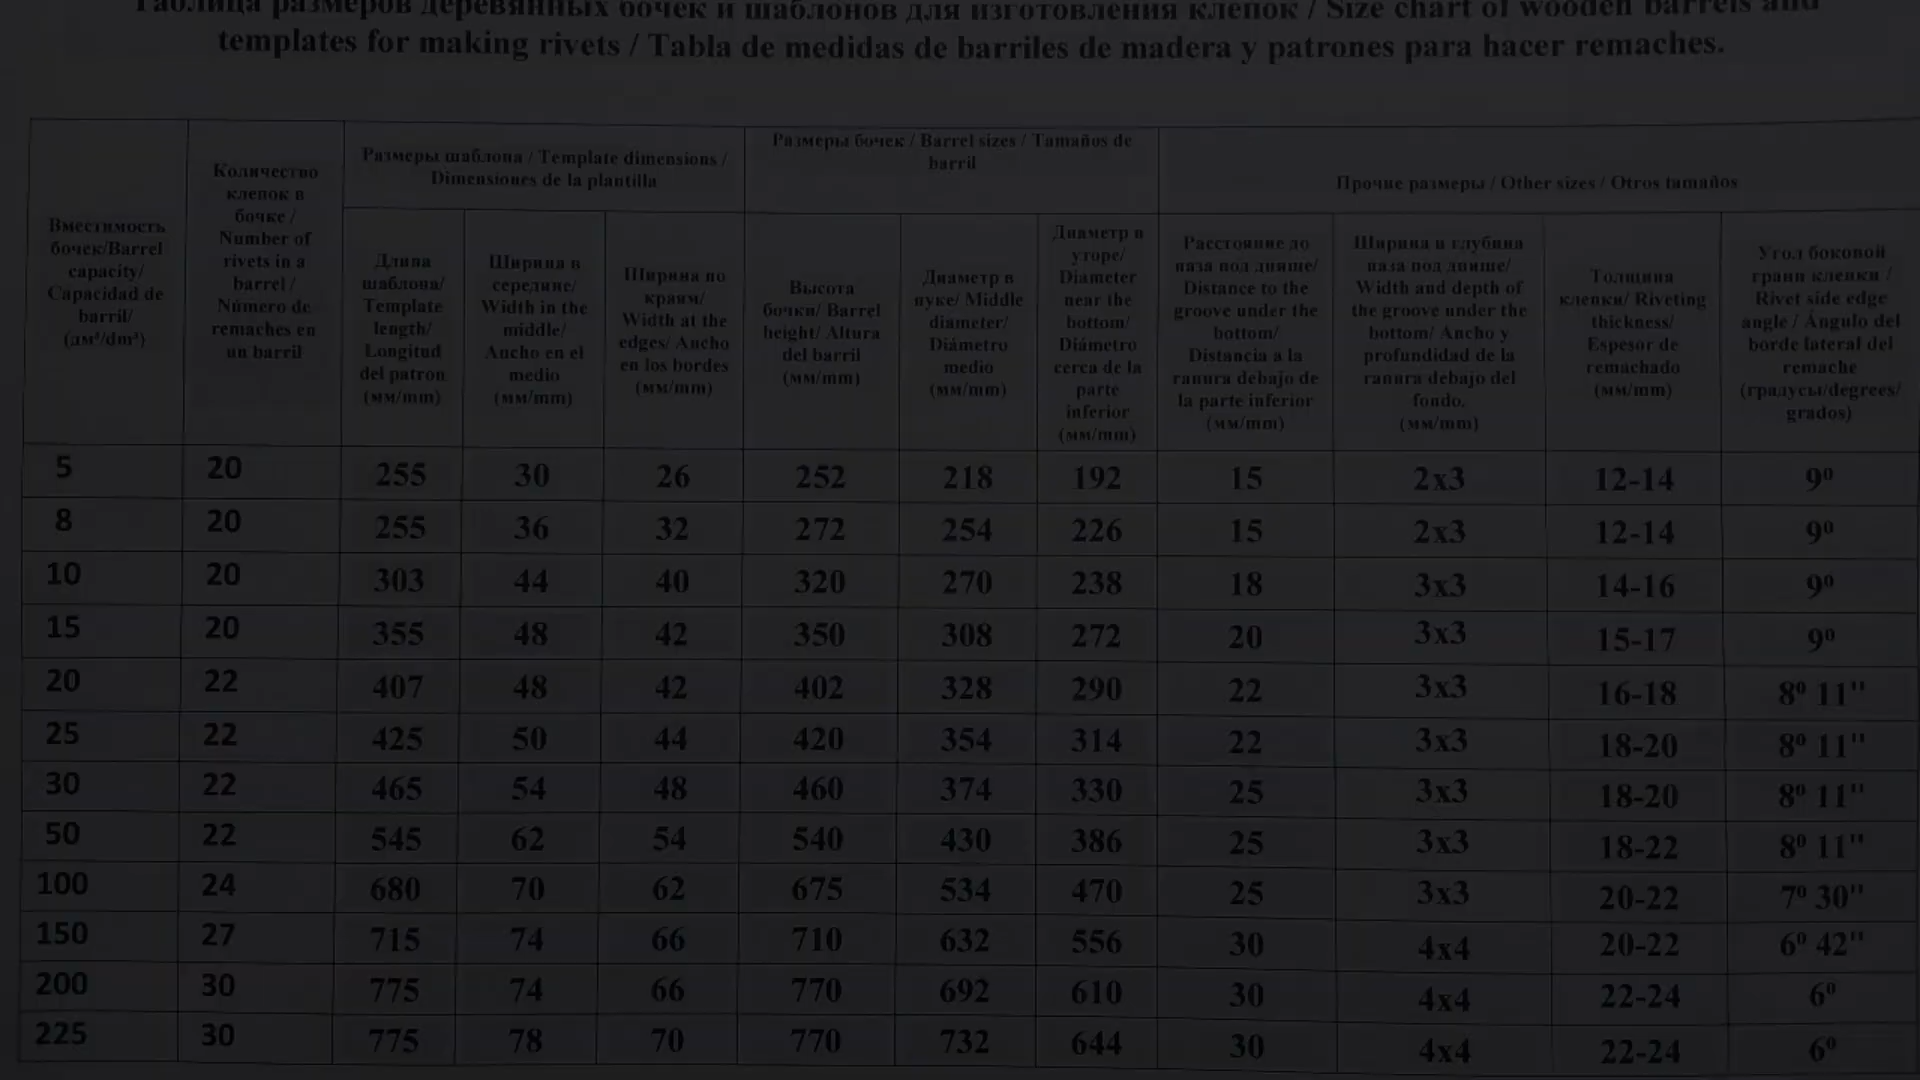 Таблица размеров деревянных бочек и шаблонов для изготовления клепок / Size chart of wooden barrels and
templates for making rivets / Tabla de medidas de barriles de madera y patrones para hacer remaches.
Вместимость
бочек/Barrel
capacity/
Capacidad de
barril/
(дм³/dm³)
Количество
клепок в
бочке /
Number of
rivets in a
barrel /
Número de
remaches en
un barril
Размеры шаблона / Template dimensions /
Dimensiones de la plantilla
Длина
шаблона/
Template
length/
Longitud
del patron
(мм/mm)
Ширина в
середине/
Width in the
middle/
Ancho en el
medio
(мм/mm)
Ширина по
краям/
Width at the
edges/ Ancho
en los bordes
(мм/mm)
Размеры бочек / Barrel sizes / Tamaños de
barril
Высота
бочки/ Barrel
height/ Altura
del barril
(мм/mm)
Диаметр в
пуке/ Middle
diameter/
Diámetro
medio
(мм/mm)
Диаметр в
уторе/
Diameter
near the
bottom/
Diámetro
cerca de la
parte
inferior
(мм/mm)
Прочие размеры / Other sizes / Otros tamaños
Расстояние до
паза под днище/
Distance to the
groove under the
bottom/
Distancia a la
ranura debajo de
la parte inferior
(мм/mm)
Ширина и глубина
паза под днище/
Width and depth of
the groove under the
bottom/ Ancho y
profundidad de la
ranura debajo del
fondo.
(мм/mm)
Толщина
клепки/ Riveting
thickness/
Espesor de
remachado
(мм/mm)
Угол боковой
грани клепки /
Rivet side edge
angle / Ángulo del
borde lateral del
remache
(градусы/degrees/
grados)
5 20 255 30 26 252 218 192 15 2x3 12-14 9⁰
8 20 255 36 32 272 254 226 15 2x3 12-14 9⁰
10 20 303 44 40 320 270 238 18 3x3 14-16 9⁰
15 20 355 48 42 350 308 272 20 3x3 15-17 9⁰
20 22 407 48 42 402 328 290 22 3x3 16-18 8⁰ 11"
25 22 425 50 44 420 354 314 22 3x3 18-20 8⁰ 11"
30 22 465 54 48 460 374 330 25 3x3 18-20 8⁰ 11"
50 22 545 62 54 540 430 386 25 3x3 18-22 8⁰ 11"
100 24 680 70 62 675 534 470 25 3x3 20-22 7⁰ 30"
150 27 715 74 66 710 632 556 30 4x4 20-22 6⁰ 42"
200 30 775 74 66 770 692 610 30 4x4 22-24 6⁰
225 30 775 78 70 770 732 644 30 4x4 22-24 6⁰